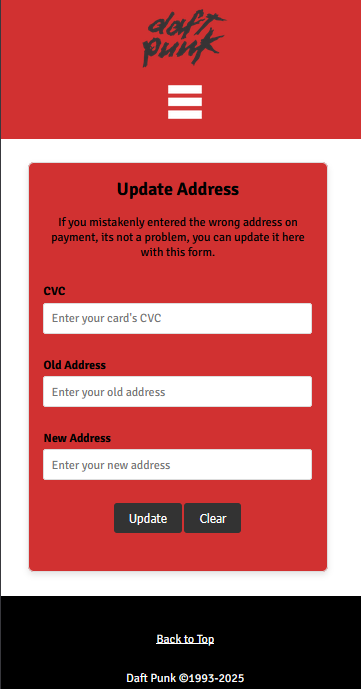 daft
punk
Update Address
If you mistakenly entered the wrong address on
payment, its not a problem, you can update it here
with this form.
CVC
Enter your card's CVC
Old Address
Enter your old address
New Address
Enter your new address
Update Clear
Back to Top
Daft Punk ©1993-2025